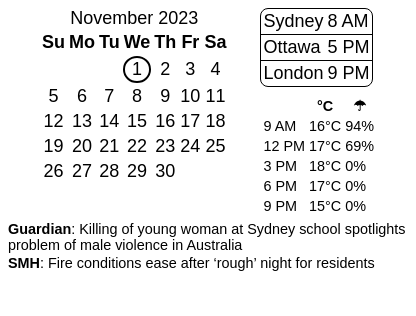 November 2023
Su Mo Tu We Th Fr Sa
1 2 3 4
5 6 7 8 9 10 11
12 13 14 15 16 17 18
19 20 21 22 23 24 25
26 27 28 29 30
Sydney 8 AM
Ottawa 5 PM
London 9 PM
°C ☂
9 AM 16°C 94%
12 PM 17°C 69%
3 PM 18°C 0%
6 PM 17°C 0%
9 PM 15°C 0%
Guardian: Killing of young woman at Sydney school spotlights
problem of male violence in Australia
SMH: Fire conditions ease after ‘rough’ night for residents